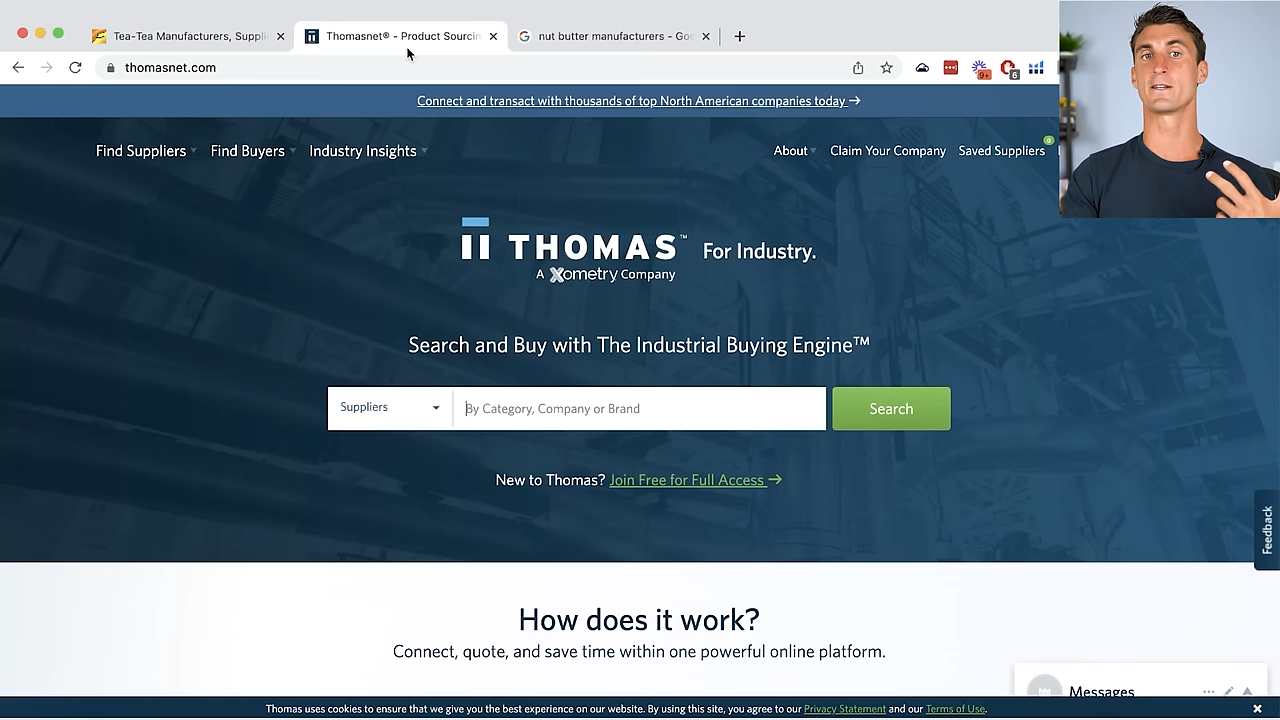 Tea-Tea Manufacturers, Suppli
Thomasnet® - Product Sourcin
nut butter manufacturers - Goo
thomasnet.com
9+
6
Connect and transact with thousands of top North American companies today →
Find Suppliers
Find Buyers
Industry Insights
About
Claim Your Company
Saved Suppliers
0
THOMAS™ For Industry.
A Xometry Company
Search and Buy with The Industrial Buying Engine™
Suppliers
By Category, Company or Brand
Search
New to Thomas? Join Free for Full Access →
Feedback
How does it work?
Connect, quote, and save time within one powerful online platform.
Messages
Thomas uses cookies to ensure that we give you the best experience on our website. By using this site, you agree to our Privacy Statement and our Terms of Use.